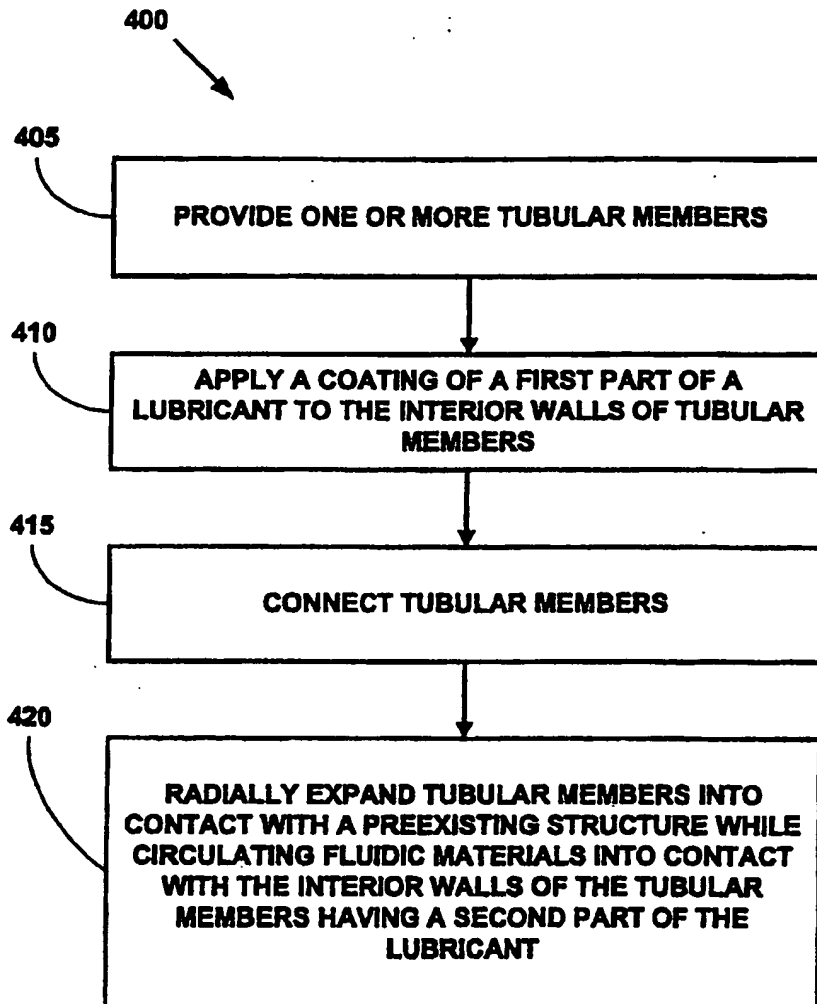 400
405
PROVIDE ONE OR MORE TUBULAR MEMBERS
410
APPLY A COATING OF A FIRST PART OF A
LUBRICANT TO THE INTERIOR WALLS OF TUBULAR
MEMBERS
415
CONNECT TUBULAR MEMBERS
420
RADIALLY EXPAND TUBULAR MEMBERS INTO
CONTACT WITH A PREEXISTING STRUCTURE WHILE
CIRCULATING FLUIDIC MATERIALS INTO CONTACT
WITH THE INTERIOR WALLS OF THE TUBULAR
MEMBERS HAVING A SECOND PART OF THE
LUBRICANT